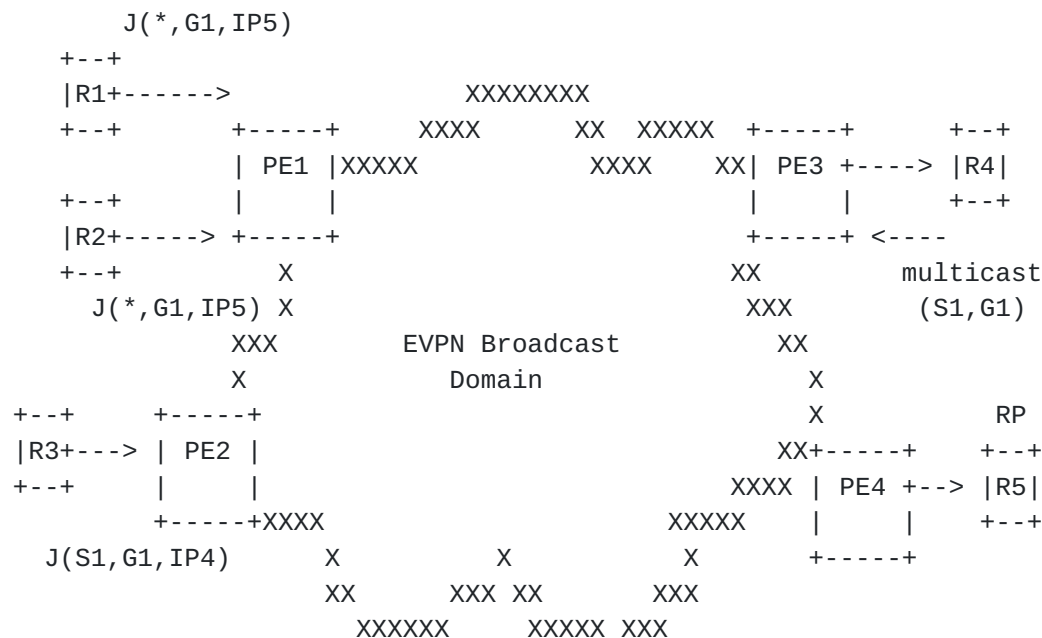 J(*,G1,IP5)
   +--+
   |R1+------>               XXXXXXXX
   +--+       +-----+     XXXX      XX  XXXXX  +-----+      +--+
              | PE1 |XXXXX           XXXX    XX| PE3 +----> |R4|
   +--+       |     |                          |     |      +--+
   |R2+-----> +-----+                          +-----+ <----
   +--+          X                            XX         multicast
     J(*,G1,IP5) X                             XXX        (S1,G1)
              XXX        EVPN Broadcast          XX
              X             Domain                 X
+--+     +-----+                                   X           RP
|R3+---> | PE2 |                                 XX+-----+    +--+
+--+     |     |                              XXXX | PE4 +--> |R5|
         +-----+XXXX                      XXXXX    |     |    +--+
  J(S1,G1,IP4)      X          X           X       +-----+
                    XX      XXX XX       XXX
                      XXXXXX     XXXXX XXX